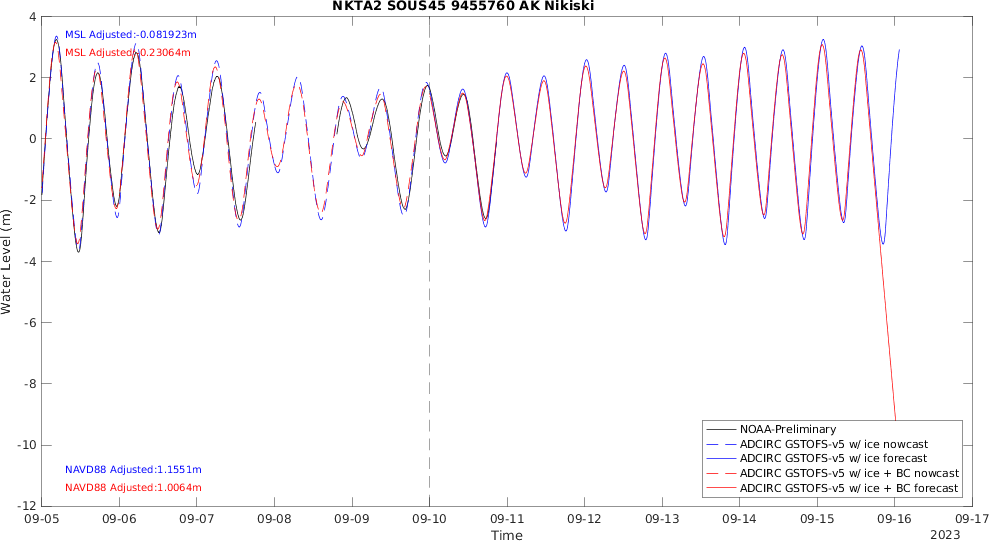 NKTA2 SOUS45 9455760 AK Nikiski
MSL Adjusted:-0.081923m
MSL Adjusted:-0.23064m
4
2
0
-2
-4
-6
-8
-10
-12
Water Level (m)
NAVD88 Adjusted:1.1551m
NAVD88 Adjusted:1.0064m
NOAA-Preliminary
ADCIRC GSTOFS-v5 w/ ice nowcast
ADCIRC GSTOFS-v5 w/ ice forecast
ADCIRC GSTOFS-v5 w/ ice + BC nowcast
ADCIRC GSTOFS-v5 w/ ice + BC forecast
09-05 09-06 09-07 09-08 09-09 09-10 09-11 09-12 09-13 09-14 09-15 09-16 09-17
Time
2023